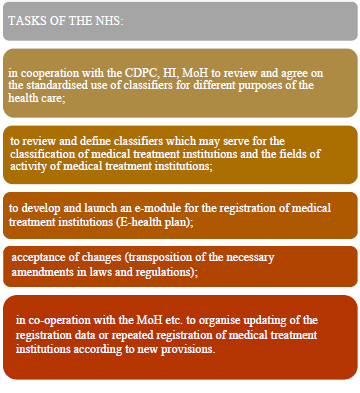 TASKS OF THE NHS:
in cooperation with the CDPC, HI, MoH to review and agree on
the standardised use of classifiers for different purposes of the
health care;
to review and define classifiers which may serve for the
classification of medical treatment institutions and the fields of
activity of medical treatment institutions;
to develop and launch an e-module for the registration of medical
treatment institutions (E-health plan);
acceptance of changes (transposition of the necessary
amendments in laws and regulations);
in co-operation with the MoH etc. to organise updating of the
registration data or repeated registration of medical treatment
institutions according to new provisions.